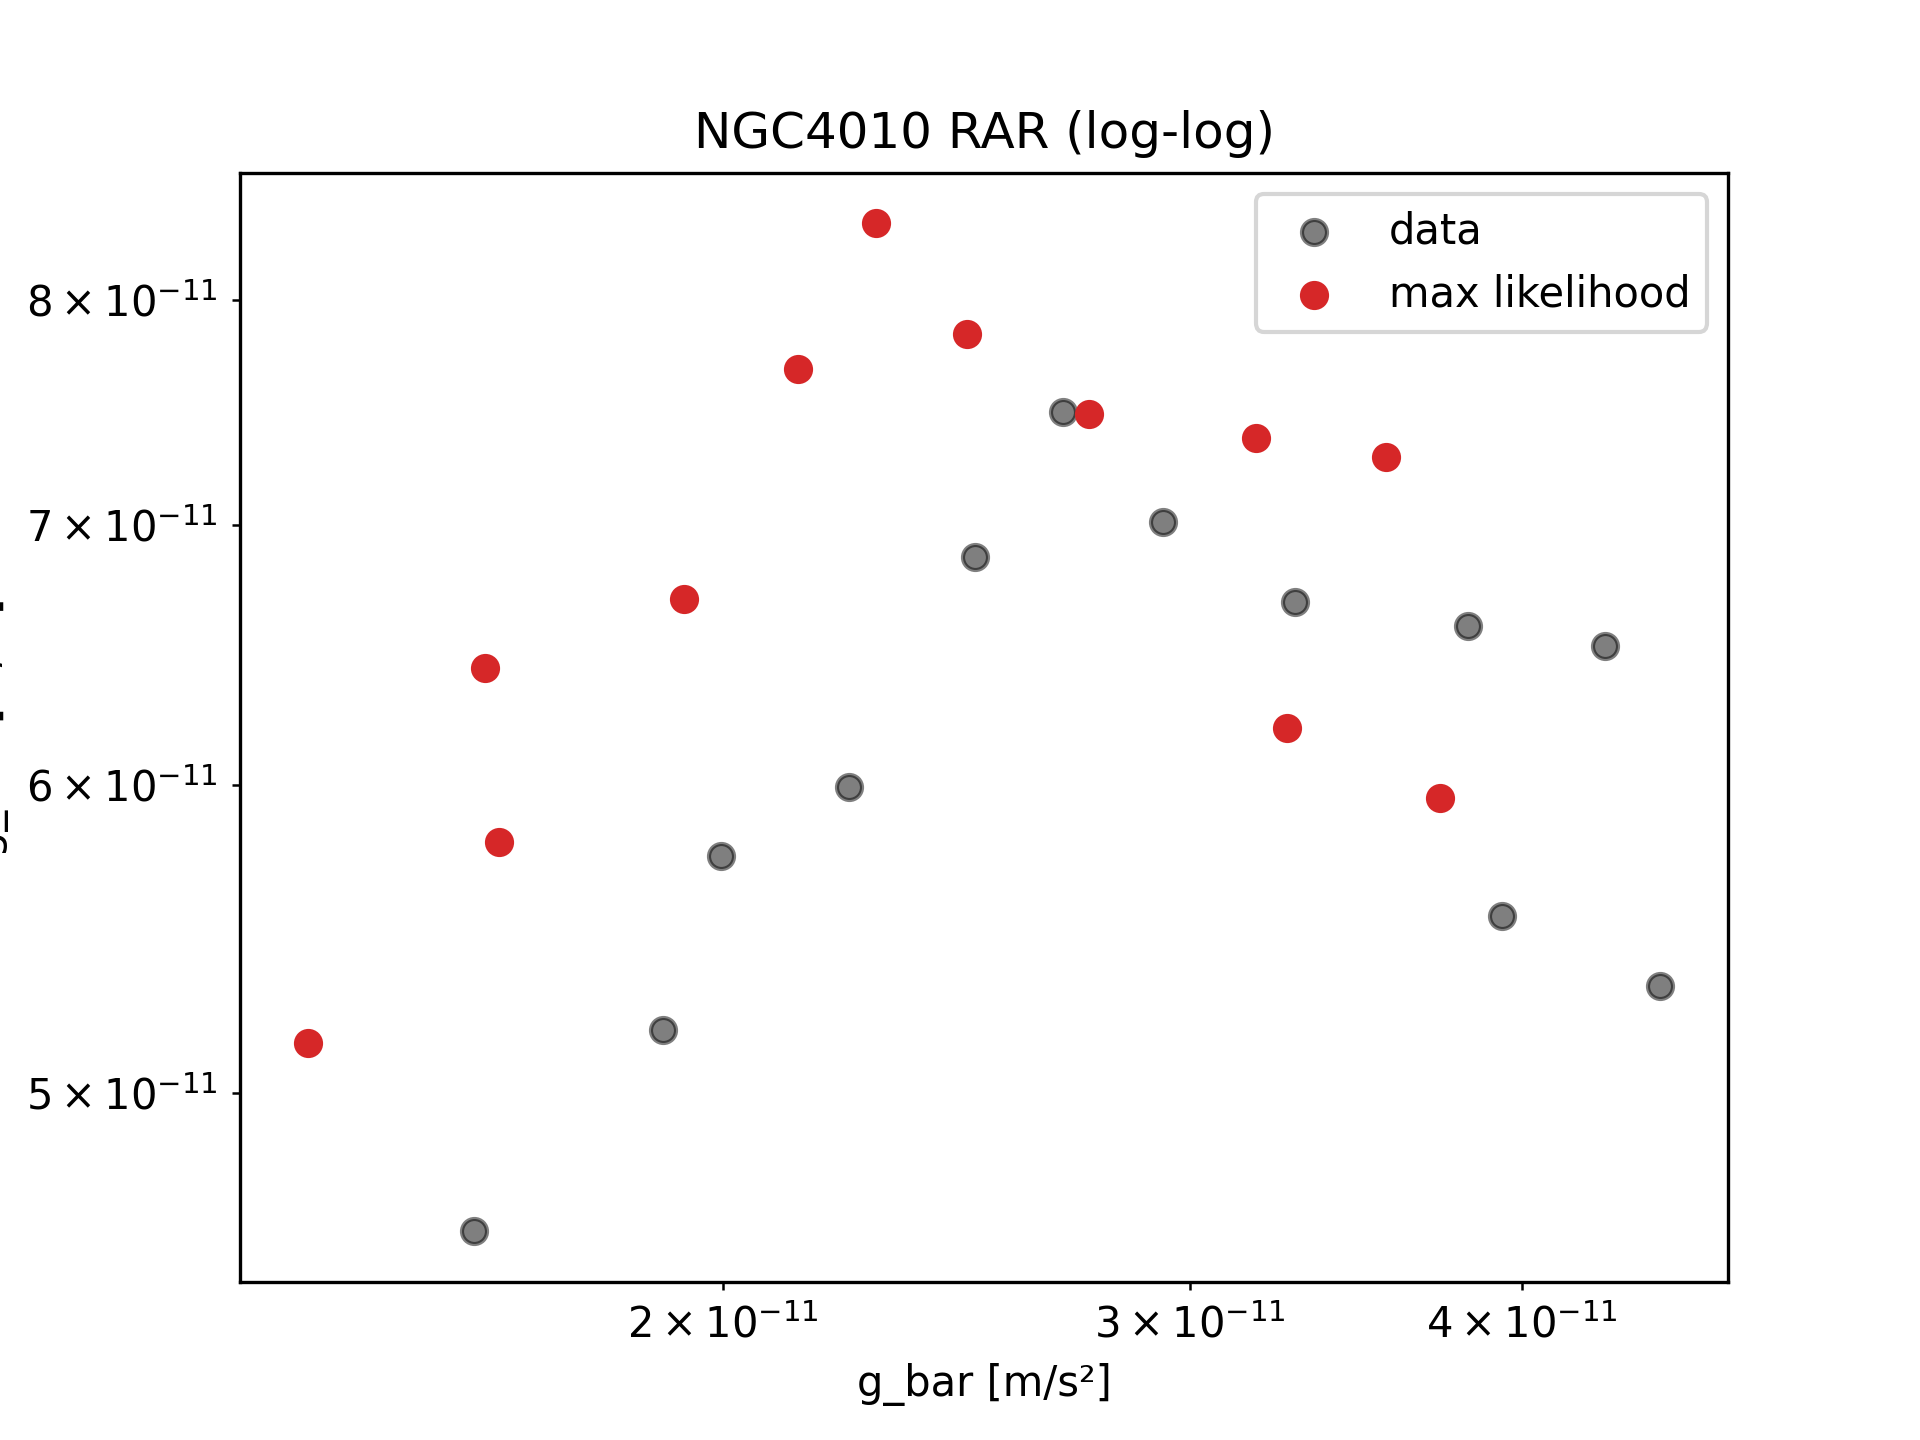 NGC4010 RAR (log-log)
data
max likelihood
8 × 10⁻¹¹
7 × 10⁻¹¹
6 × 10⁻¹¹
5 × 10⁻¹¹
2 × 10⁻¹¹
3 × 10⁻¹¹
4 × 10⁻¹¹
g_bar [m/s²]